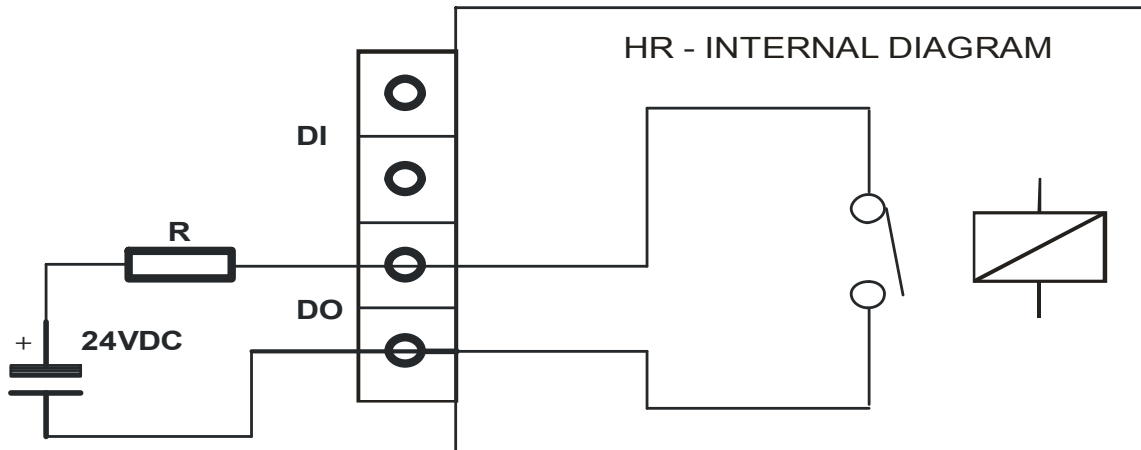 HR - INTERNAL DIAGRAM
DI
R
DO
+ 24VDC